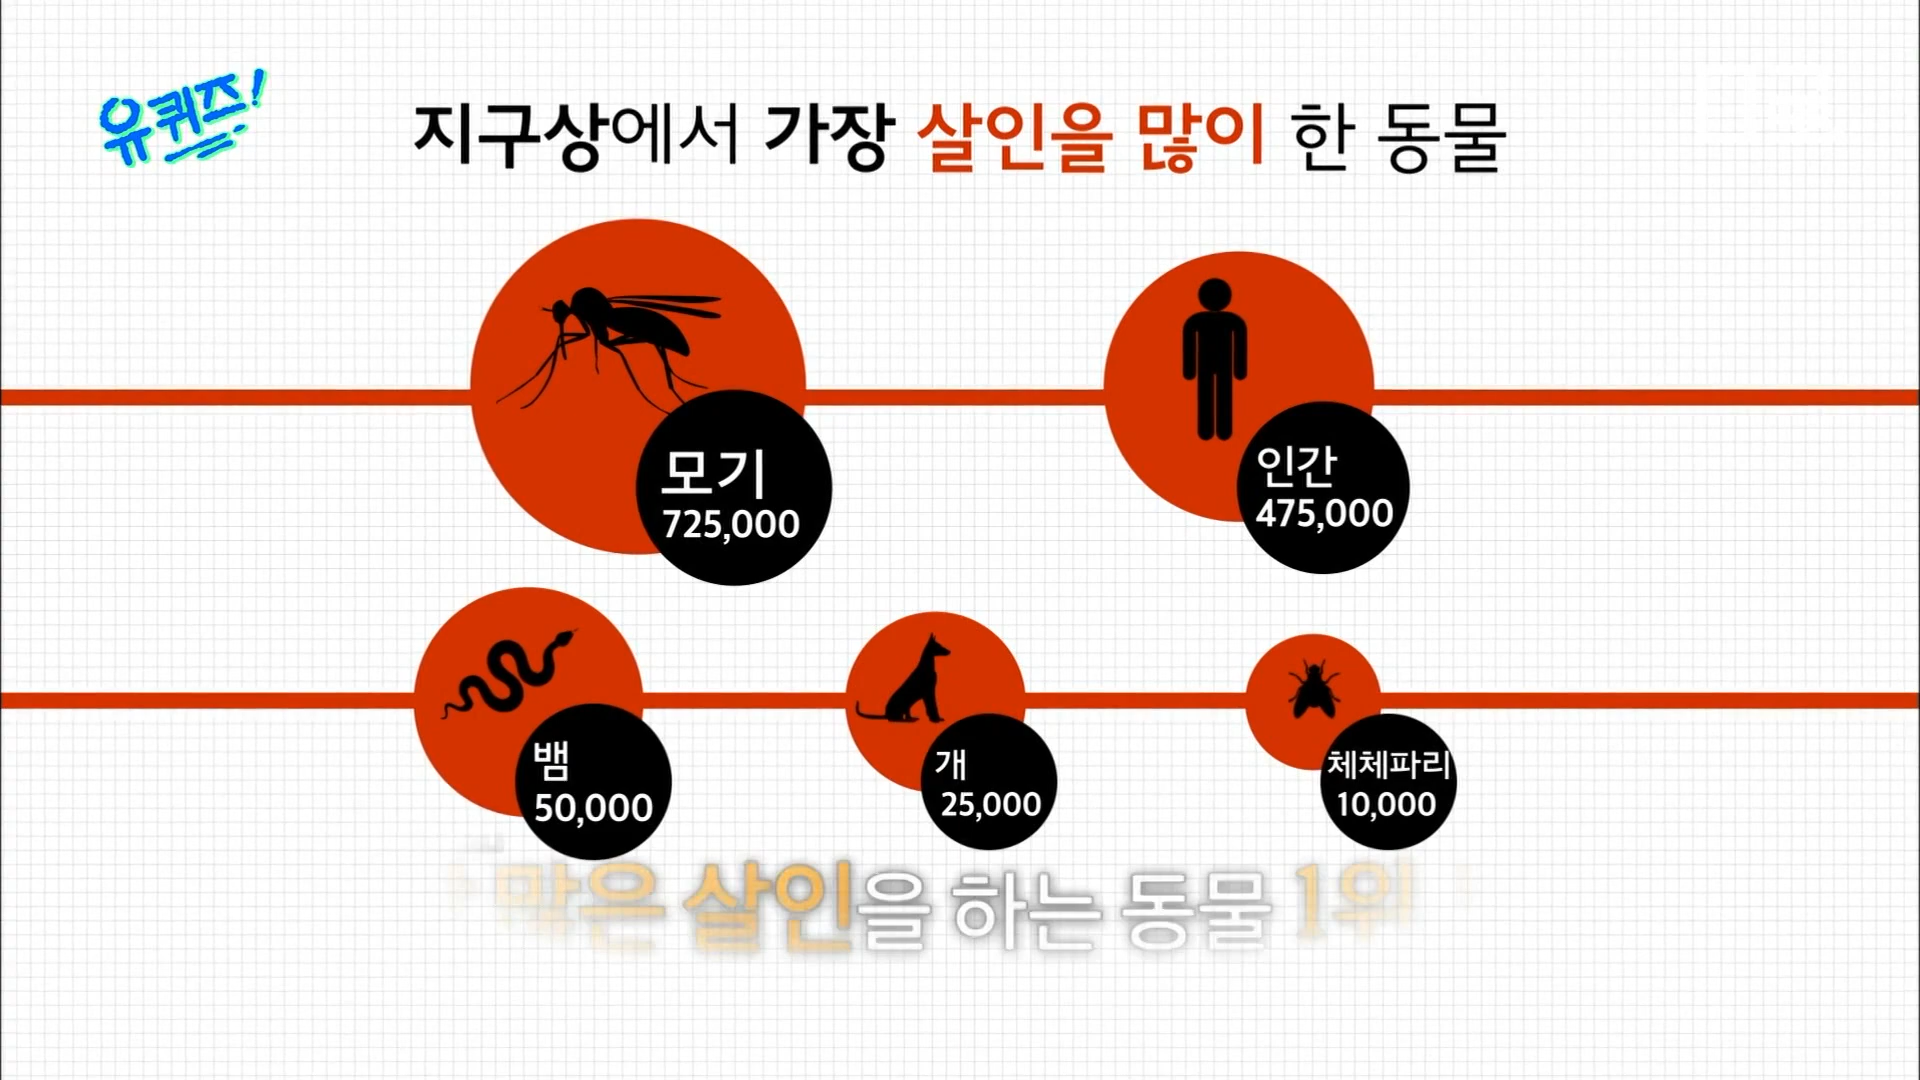 유퀴즈!
지구상에서 가장 살인을 많이 한 동물
모기
725,000
인간
475,000
뱀
50,000
개
25,000
체체파리
10,000
많은 살인을 하는 동물 1위